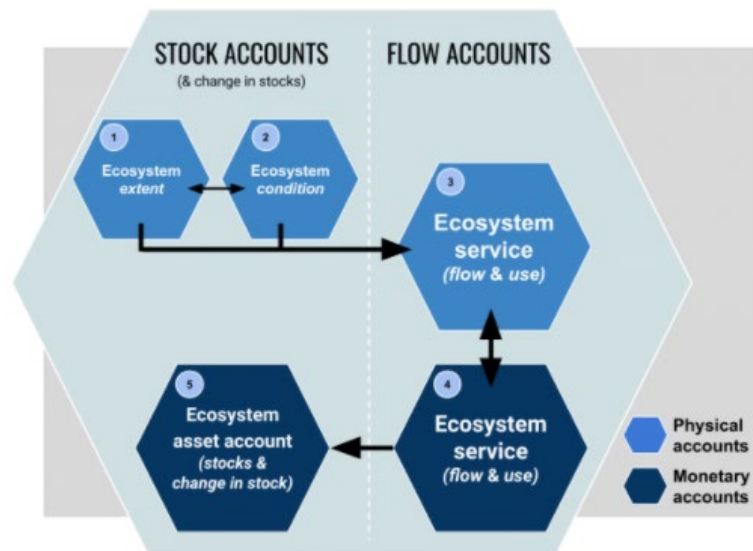 STOCK ACCOUNTS
(& change in stocks)
FLOW ACCOUNTS
1
Ecosystem
extent
2
Ecosystem
condition
3
Ecosystem
service
(flow & use)
5
Ecosystem
asset account
(stocks &
change in stock)
4
Ecosystem
service
(flow & use)
Physical
accounts
Monetary
accounts